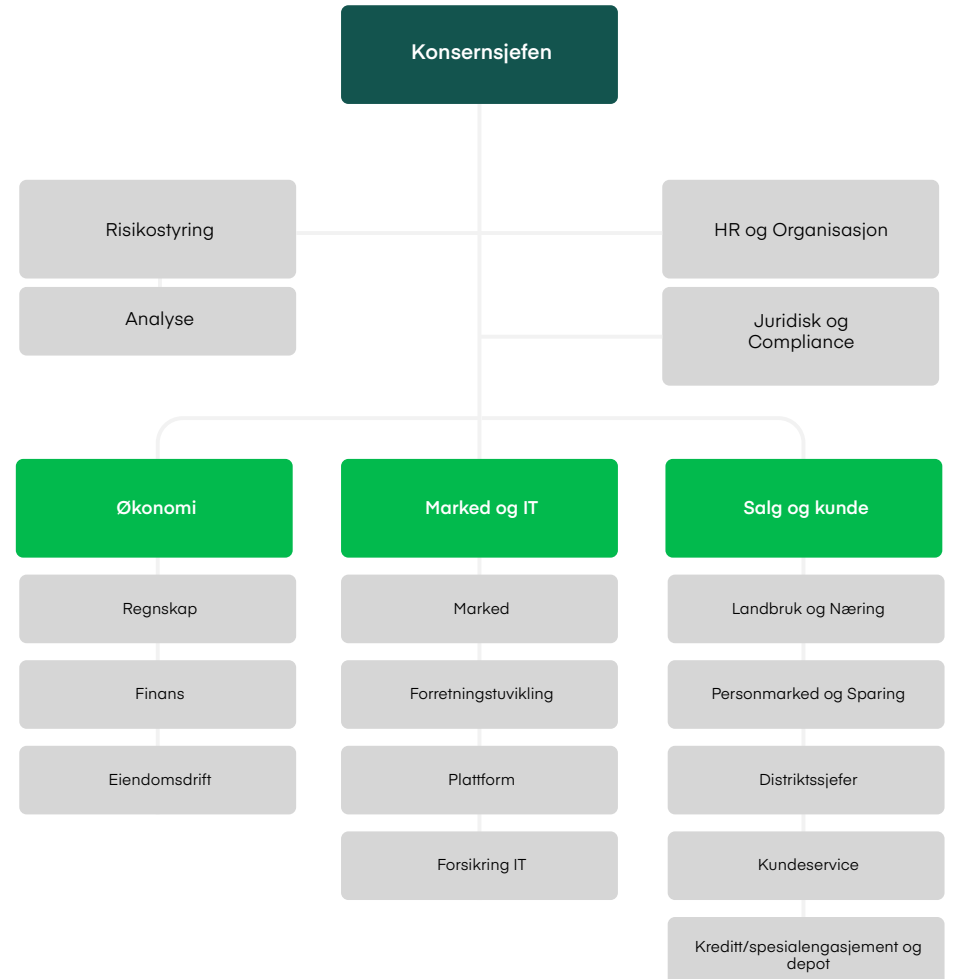 Konsernsjefen
Risikostyring
HR og Organisasjon
Analyse
Juridisk og
Compliance
Økonomi
Marked og IT
Salg og kunde
Regnskap
Marked
Landbruk og Næring
Finans
Forretningstuvikling
Personmarked og Sparing
Eiendomsdrift
Plattform
Distriktssjefer
Forsikring IT
Kundeservice
Kreditt/spesialengasjement og
depot